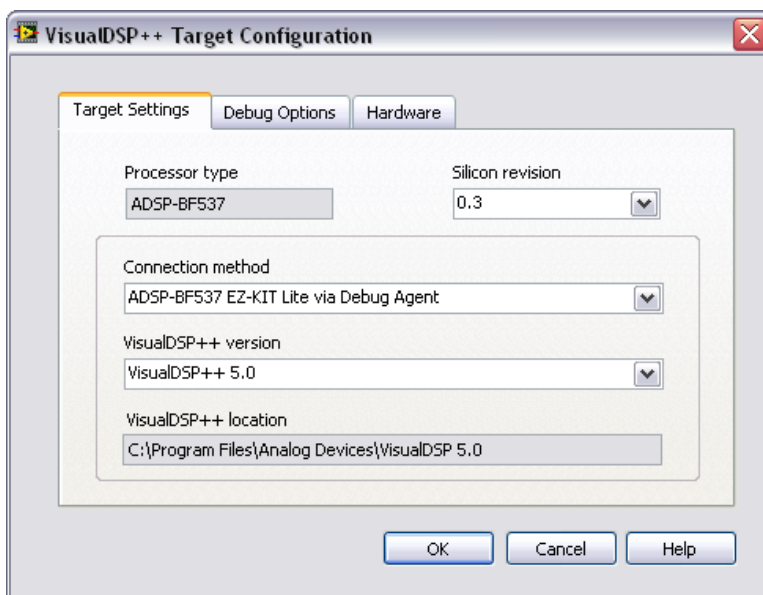 VisualDSP++ Target Configuration
Target Settings Debug Options Hardware
Processor type Silicon revision
ADSP-BF537 0.3
Connection method
ADSP-BF537 EZ-KIT Lite via Debug Agent
VisualDSP++ version
VisualDSP++ 5.0
VisualDSP++ location
C:\Program Files\Analog Devices\VisualDSP 5.0
OK Cancel Help